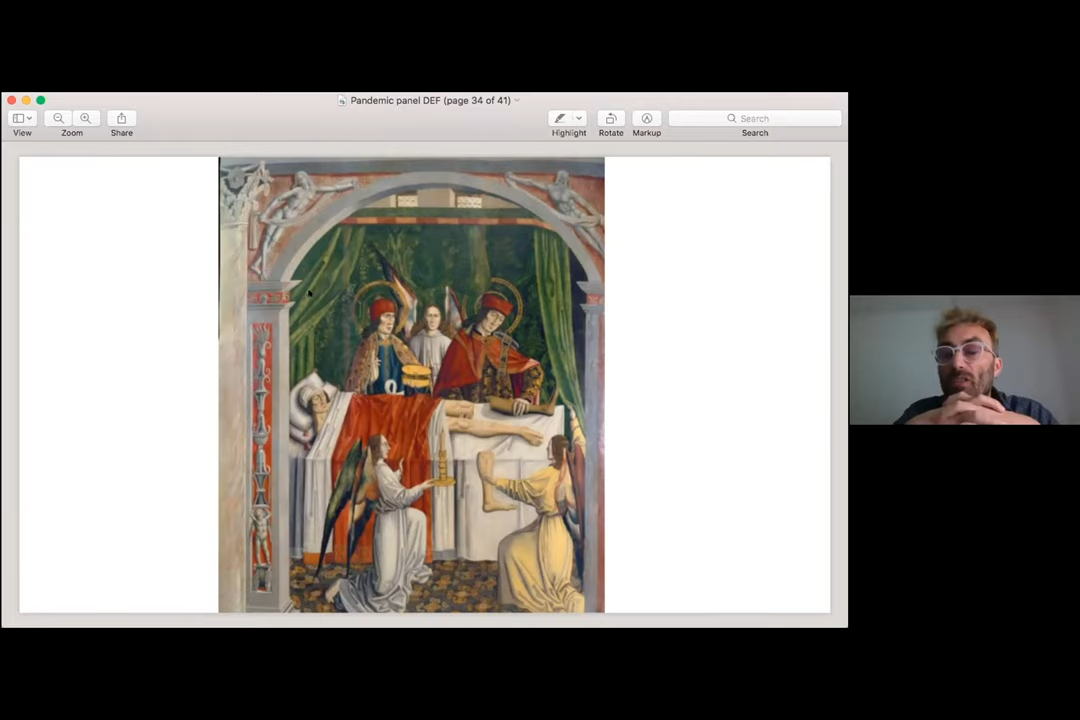 Pandemic panel DEF (page 34 of 41)
View
Zoom
Share
Highlight
Rotate
Markup
Search
Search